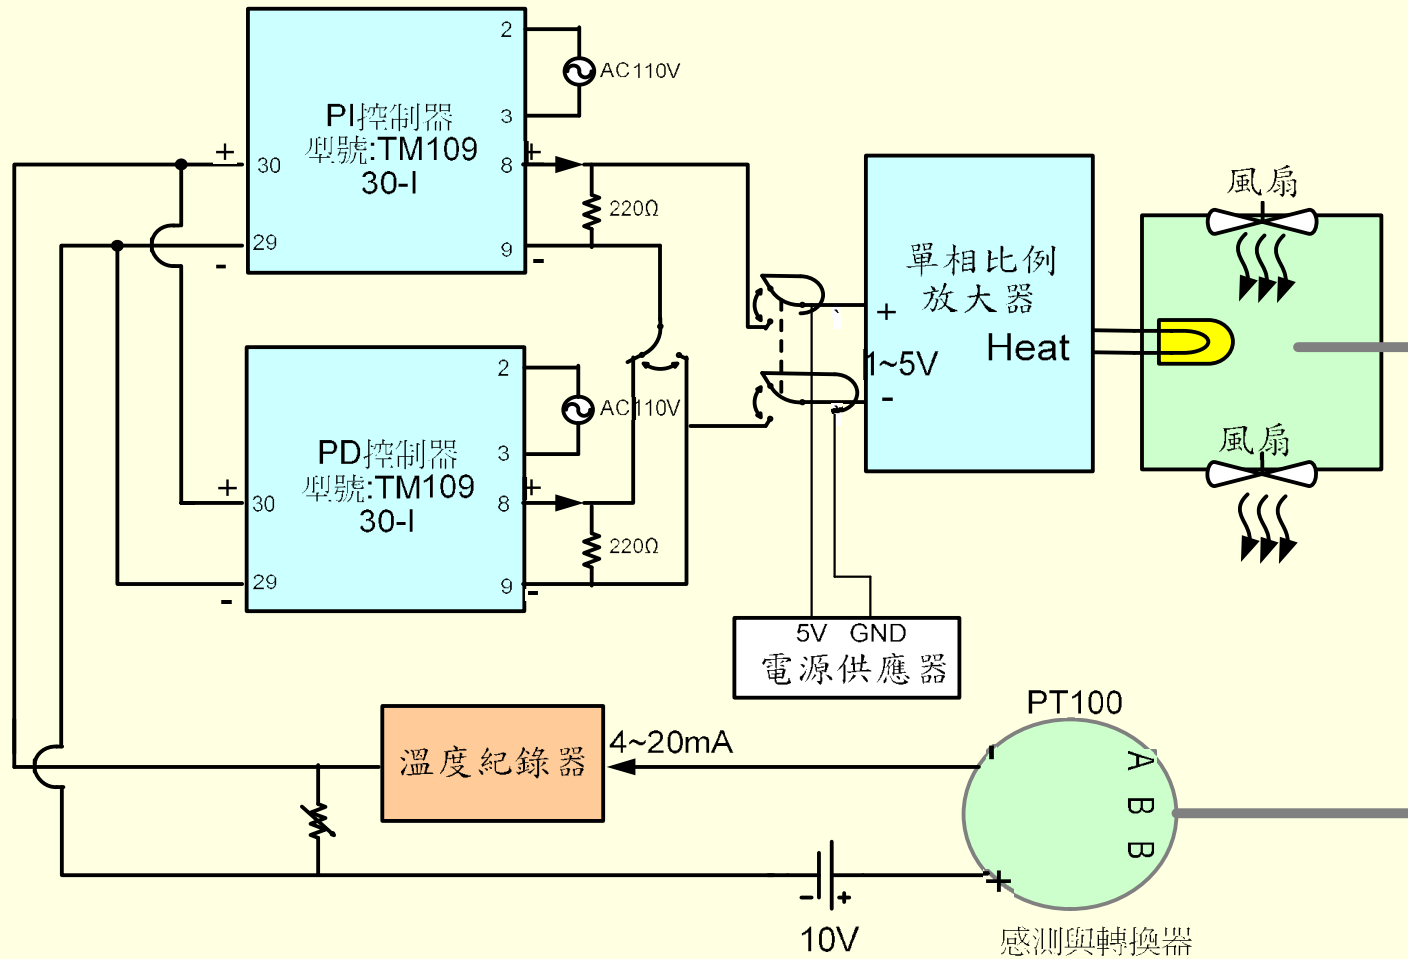 2
AC110V
3
PI控制器
型號:TM109
30-I
+
30
8
+
220Ω
29
9
-
-
風扇
單相比例
放大器
+
Heat
1~5V
-
2
AC110V
3
PD控制器
型號:TM109
30-I
+
30
8
+
220Ω
29
9
-
-
風扇
5V GND
電源供應器
PT100
溫度紀錄器
4~20mA
-
A
B
B
+
- +
10V
感測與轉換器